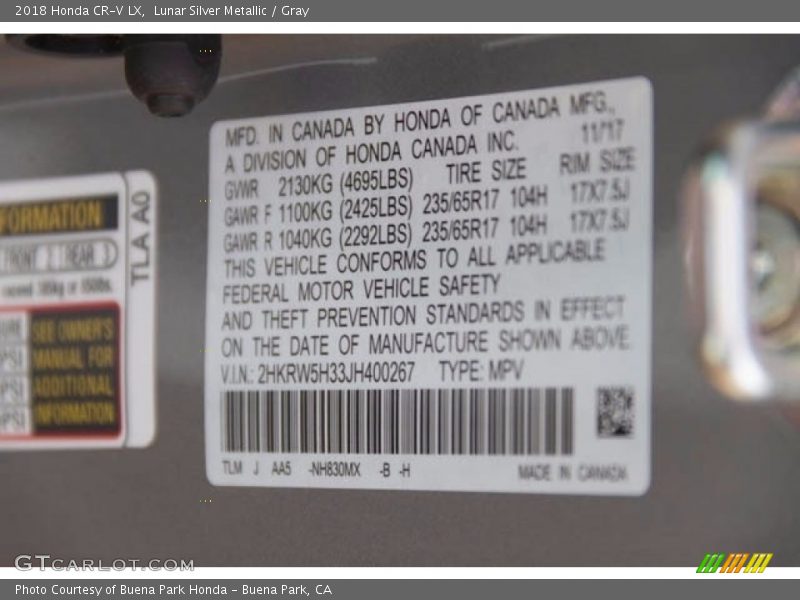 2018 Honda CR-V LX, Lunar Silver Metallic / Gray
MFD. IN CANADA BY HONDA OF CANADA MFG.,
A DIVISION OF HONDA CANADA INC. 11/17
GVWR 2130KG (4695LBS) TIRE SIZE RIM SIZE
GAWR F 1100KG (2425LBS) 235/65R17 104H 17X7.5J
GAWR R 1040KG (2292LBS) 235/65R17 104H 17X7.5J
THIS VEHICLE CONFORMS TO ALL APPLICABLE
FEDERAL MOTOR VEHICLE SAFETY
AND THEFT PREVENTION STANDARDS IN EFFECT
ON THE DATE OF MANUFACTURE SHOWN ABOVE.
V.I.N.: 2HKRW5H33JH400267 TYPE: MPV
TLM J AA5 -NH830MX -B -H MADE IN CANADA
TLA A0
FORMATION
FRONT 2 REAR 3
SEE OWNER'S
PSI MANUAL FOR
PSI ADDITIONAL
PSI INFORMATION
GTCARLOT.COM
Photo Courtesy of Buena Park Honda - Buena Park, CA